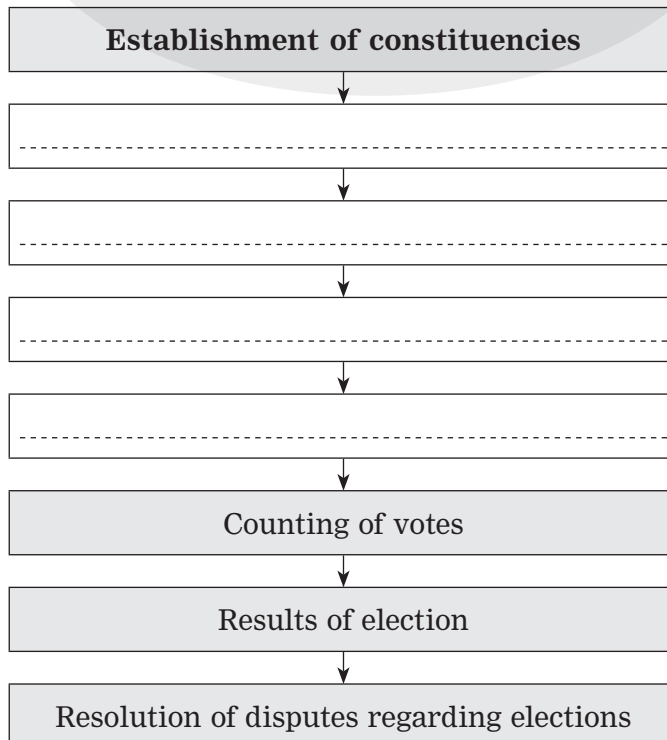 Establishment of constituencies
Counting of votes
Results of election
Resolution of disputes regarding elections